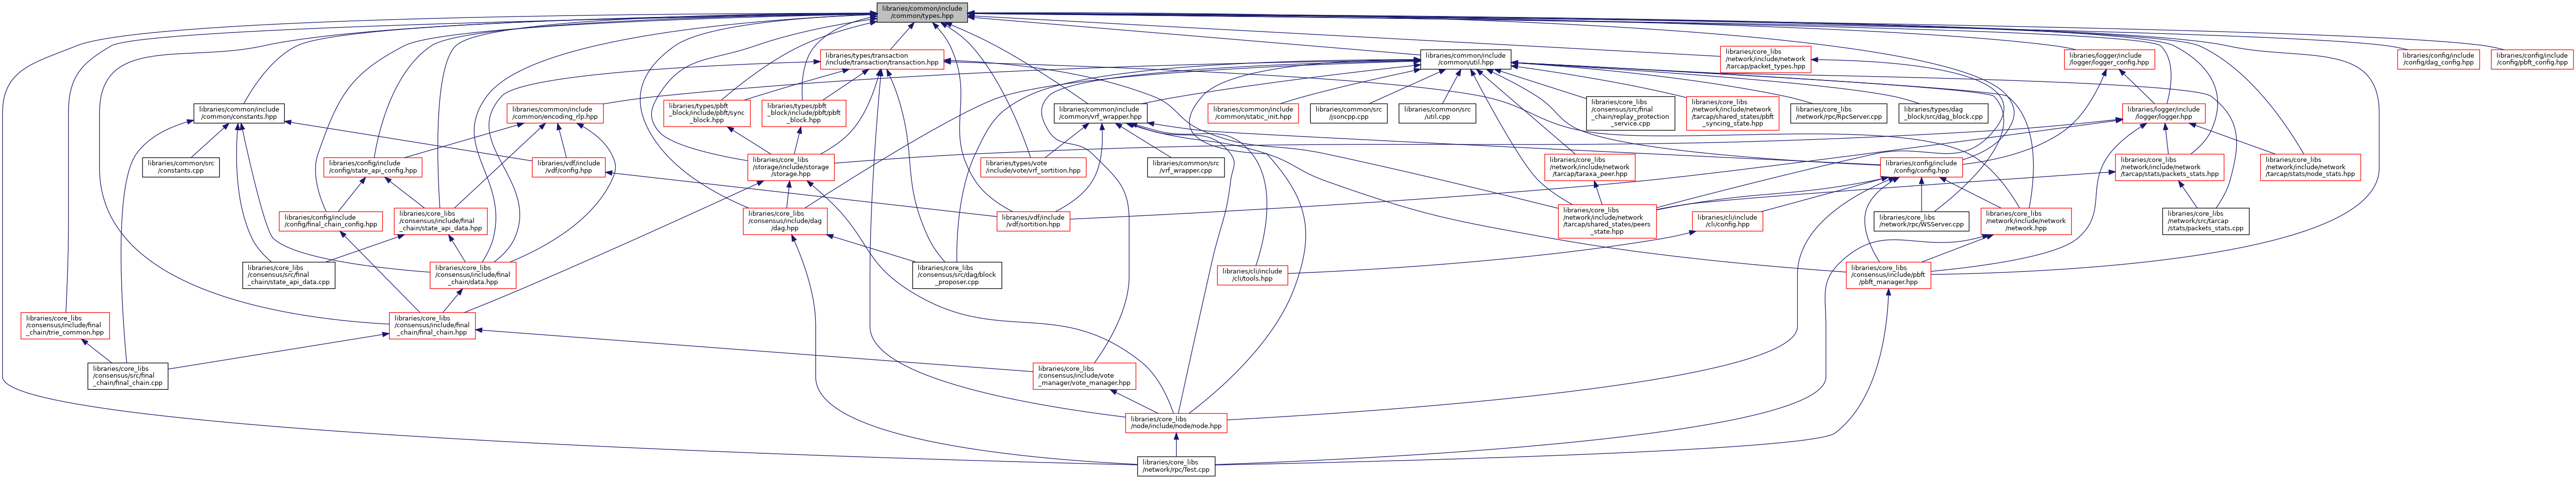 libraries/common/include
/common/types.hpp
libraries/types/transaction
/include/transaction/transaction.hpp
libraries/common/include
/common/util.hpp
libraries/core_libs
/network/include/network
/tarcap/packet_types.hpp
libraries/logger/include
/logger/logger_config.hpp
libraries/config/include
/config/dag_config.hpp
libraries/config/include
/config/pbft_config.hpp
libraries/common/include
/common/constants.hpp
libraries/common/include
/common/encoding_rlp.hpp
libraries/types/pbft
_block/include/pbft/sync
_block.hpp
libraries/types/pbft
_block/include/pbft/pbft
_block.hpp
libraries/common/include
/common/vrf_wrapper.hpp
libraries/common/include
/common/static_init.hpp
libraries/common/src
/jsoncpp.cpp
libraries/common/src
/util.cpp
libraries/core_libs
/consensus/src/final
_chain/replay_protection
_service.cpp
libraries/core_libs
/network/include/network
/tarcap/shared_states/pbft
_syncing_state.hpp
libraries/core_libs
/network/rpc/RpcServer.cpp
libraries/types/dag
_block/src/dag_block.cpp
libraries/logger/include
/logger/logger.hpp
libraries/common/src
/constants.cpp
libraries/config/include
/config/state_api_config.hpp
libraries/vdf/include
/vdf/config.hpp
libraries/core_libs
/storage/include/storage
/storage.hpp
libraries/types/vote
/include/vote/vrf_sortition.hpp
libraries/common/src
/vrf_wrapper.cpp
libraries/core_libs
/network/include/network
/tarcap/taraxa_peer.hpp
libraries/config/include
/config/config.hpp
libraries/core_libs
/network/include/network
/tarcap/stats/packets_stats.hpp
libraries/core_libs
/network/include/network
/tarcap/stats/node_stats.hpp
libraries/config/include
/config/final_chain_config.hpp
libraries/core_libs
/consensus/include/final
_chain/state_api_data.hpp
libraries/core_libs
/consensus/include/dag
/dag.hpp
libraries/vdf/include
/vdf/sortition.hpp
libraries/core_libs
/network/include/network
/tarcap/shared_states/peers
_state.hpp
libraries/cli/include
/cli/config.hpp
libraries/core_libs
/network/rpc/WSServer.cpp
libraries/core_libs
/network/include/network
/network.hpp
libraries/core_libs
/network/src/tarcap
/stats/packets_stats.cpp
libraries/core_libs
/consensus/src/final
_chain/state_api_data.cpp
libraries/core_libs
/consensus/include/final
_chain/data.hpp
libraries/core_libs
/consensus/src/dag/block
_proposer.cpp
libraries/cli/include
/cli/tools.hpp
libraries/core_libs
/consensus/include/pbft
/pbft_manager.hpp
libraries/core_libs
/consensus/include/final
_chain/trie_common.hpp
libraries/core_libs
/consensus/include/final
_chain/final_chain.hpp
libraries/core_libs
/consensus/src/final
_chain/final_chain.cpp
libraries/core_libs
/consensus/include/vote
_manager/vote_manager.hpp
libraries/core_libs
/node/include/node/node.hpp
libraries/core_libs
/network/rpc/Test.cpp